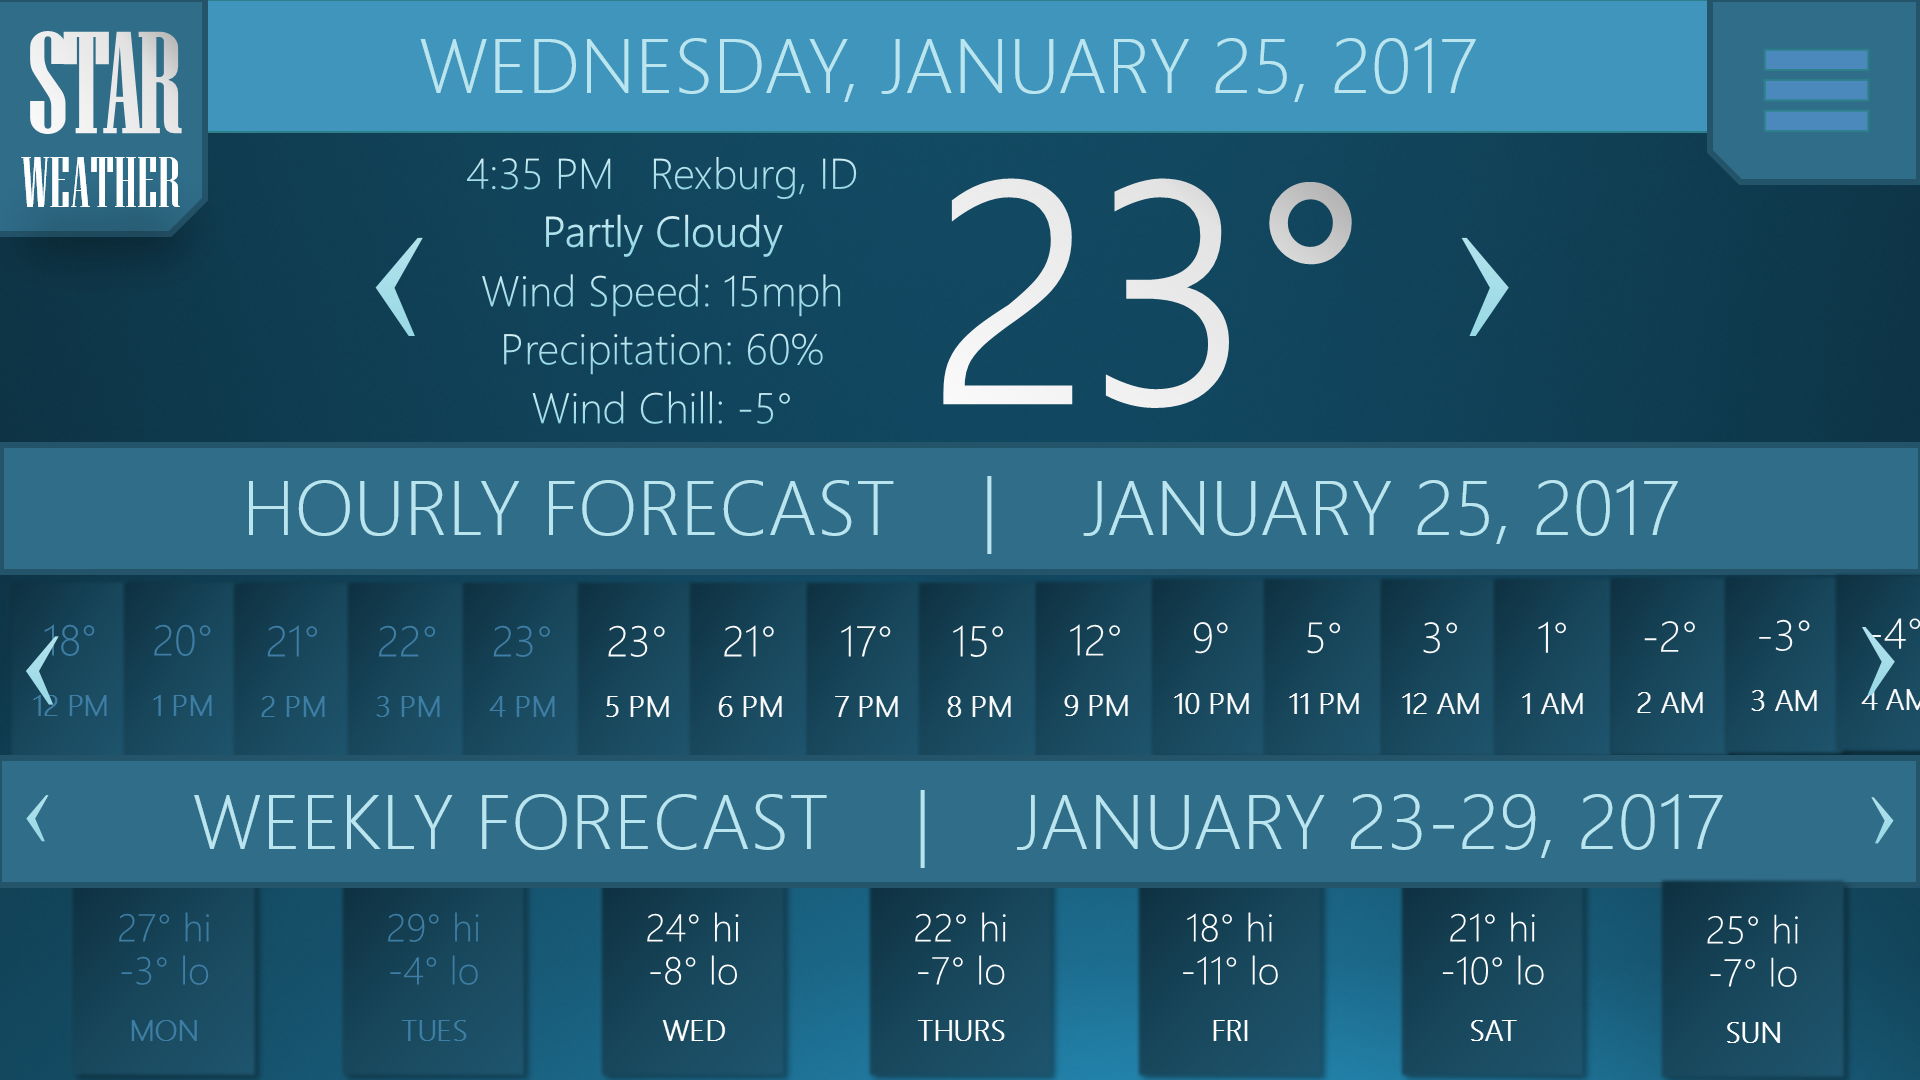 STAR
WEATHER
WEDNESDAY, JANUARY 25, 2017
4:35 PM Rexburg, ID
Partly Cloudy
Wind Speed: 15mph
Precipitation: 60%
Wind Chill: -5°
23°
HOURLY FORECAST | JANUARY 25, 2017
18° 20° 21° 22° 23° 23° 21° 17° 15° 12° 9° 5° 3° 1° -2° -3° -4°
12 PM 1 PM 2 PM 3 PM 4 PM 5 PM 6 PM 7 PM 8 PM 9 PM 10 PM 11 PM 12 AM 1 AM 2 AM 3 AM 4 AM
WEEKLY FORECAST | JANUARY 23-29, 2017
27° hi 29° hi 24° hi 22° hi 18° hi 21° hi 25° hi
-3° lo -4° lo -8° lo -7° lo -11° lo -10° lo -7° lo
MON TUES WED THURS FRI SAT SUN